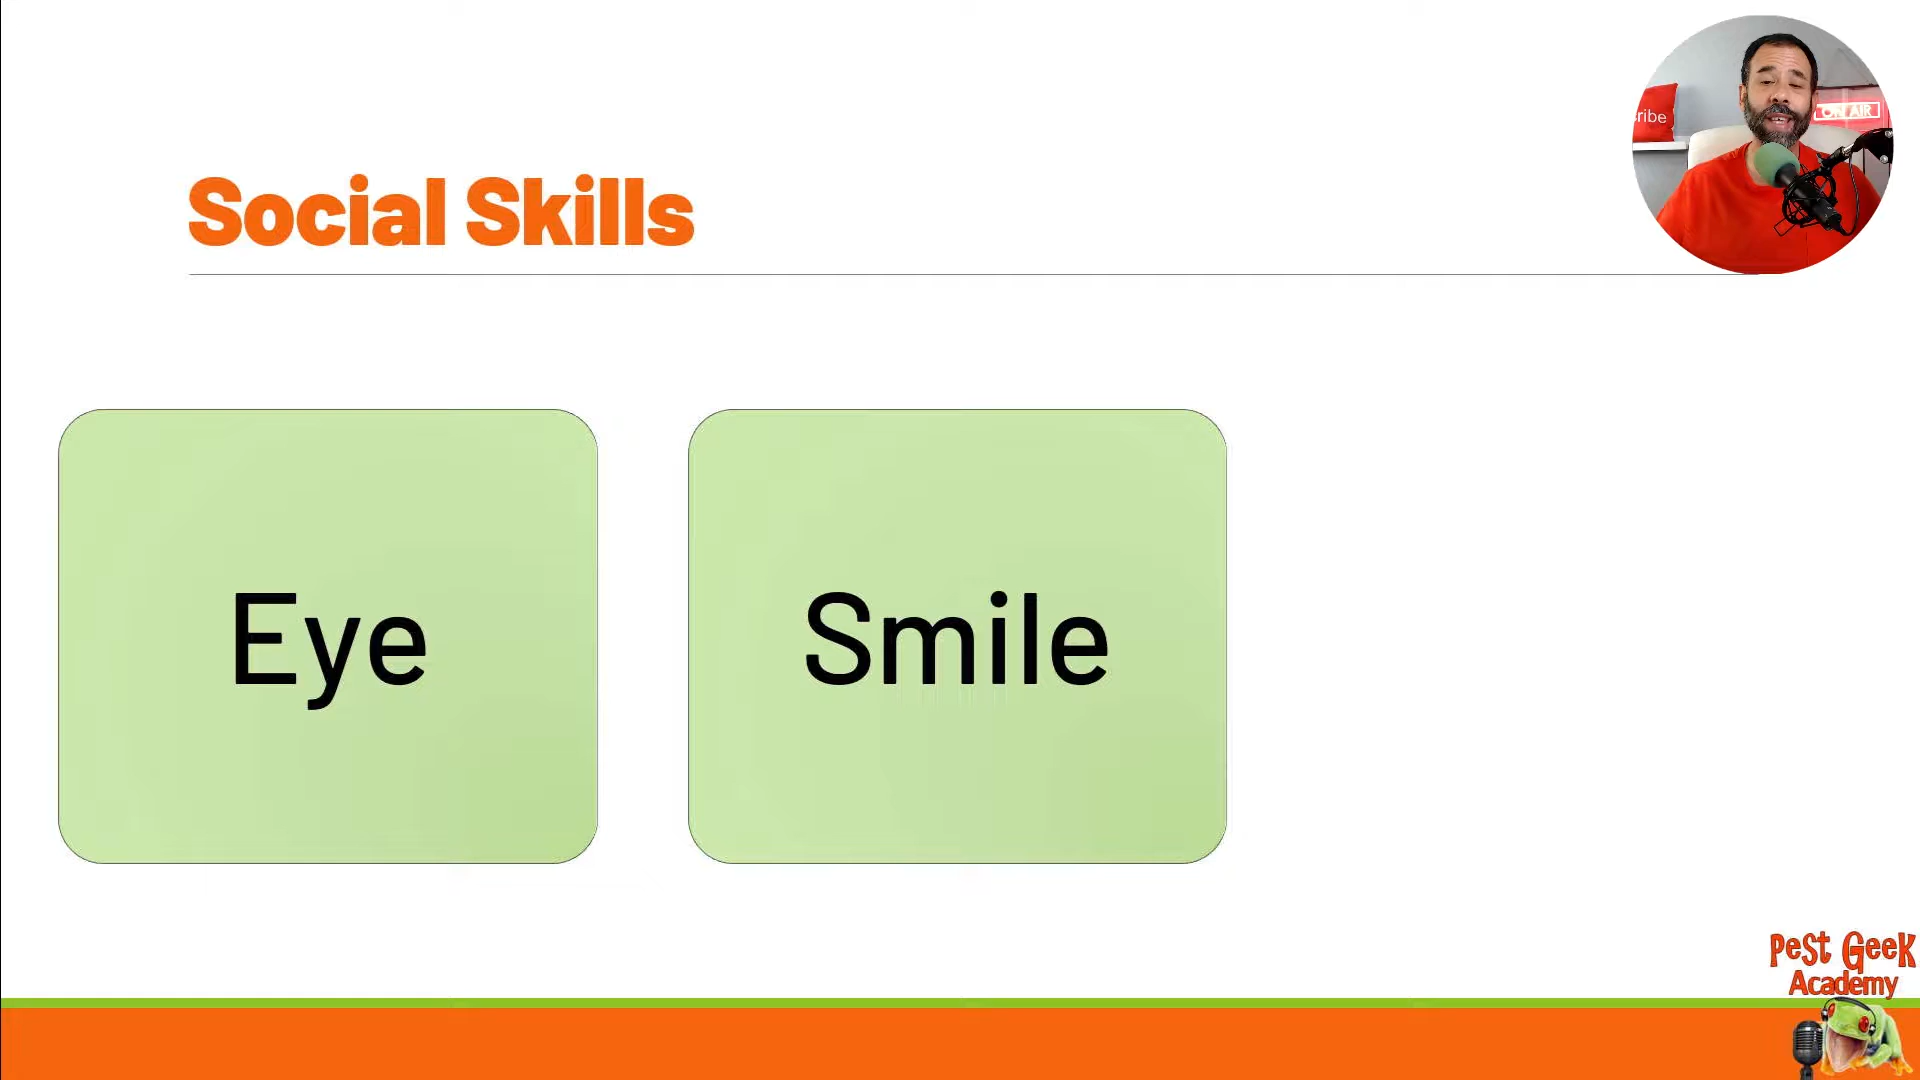 Social Skills
ribe
ON AIR
Eye
Smile
Pest Geek
Academy